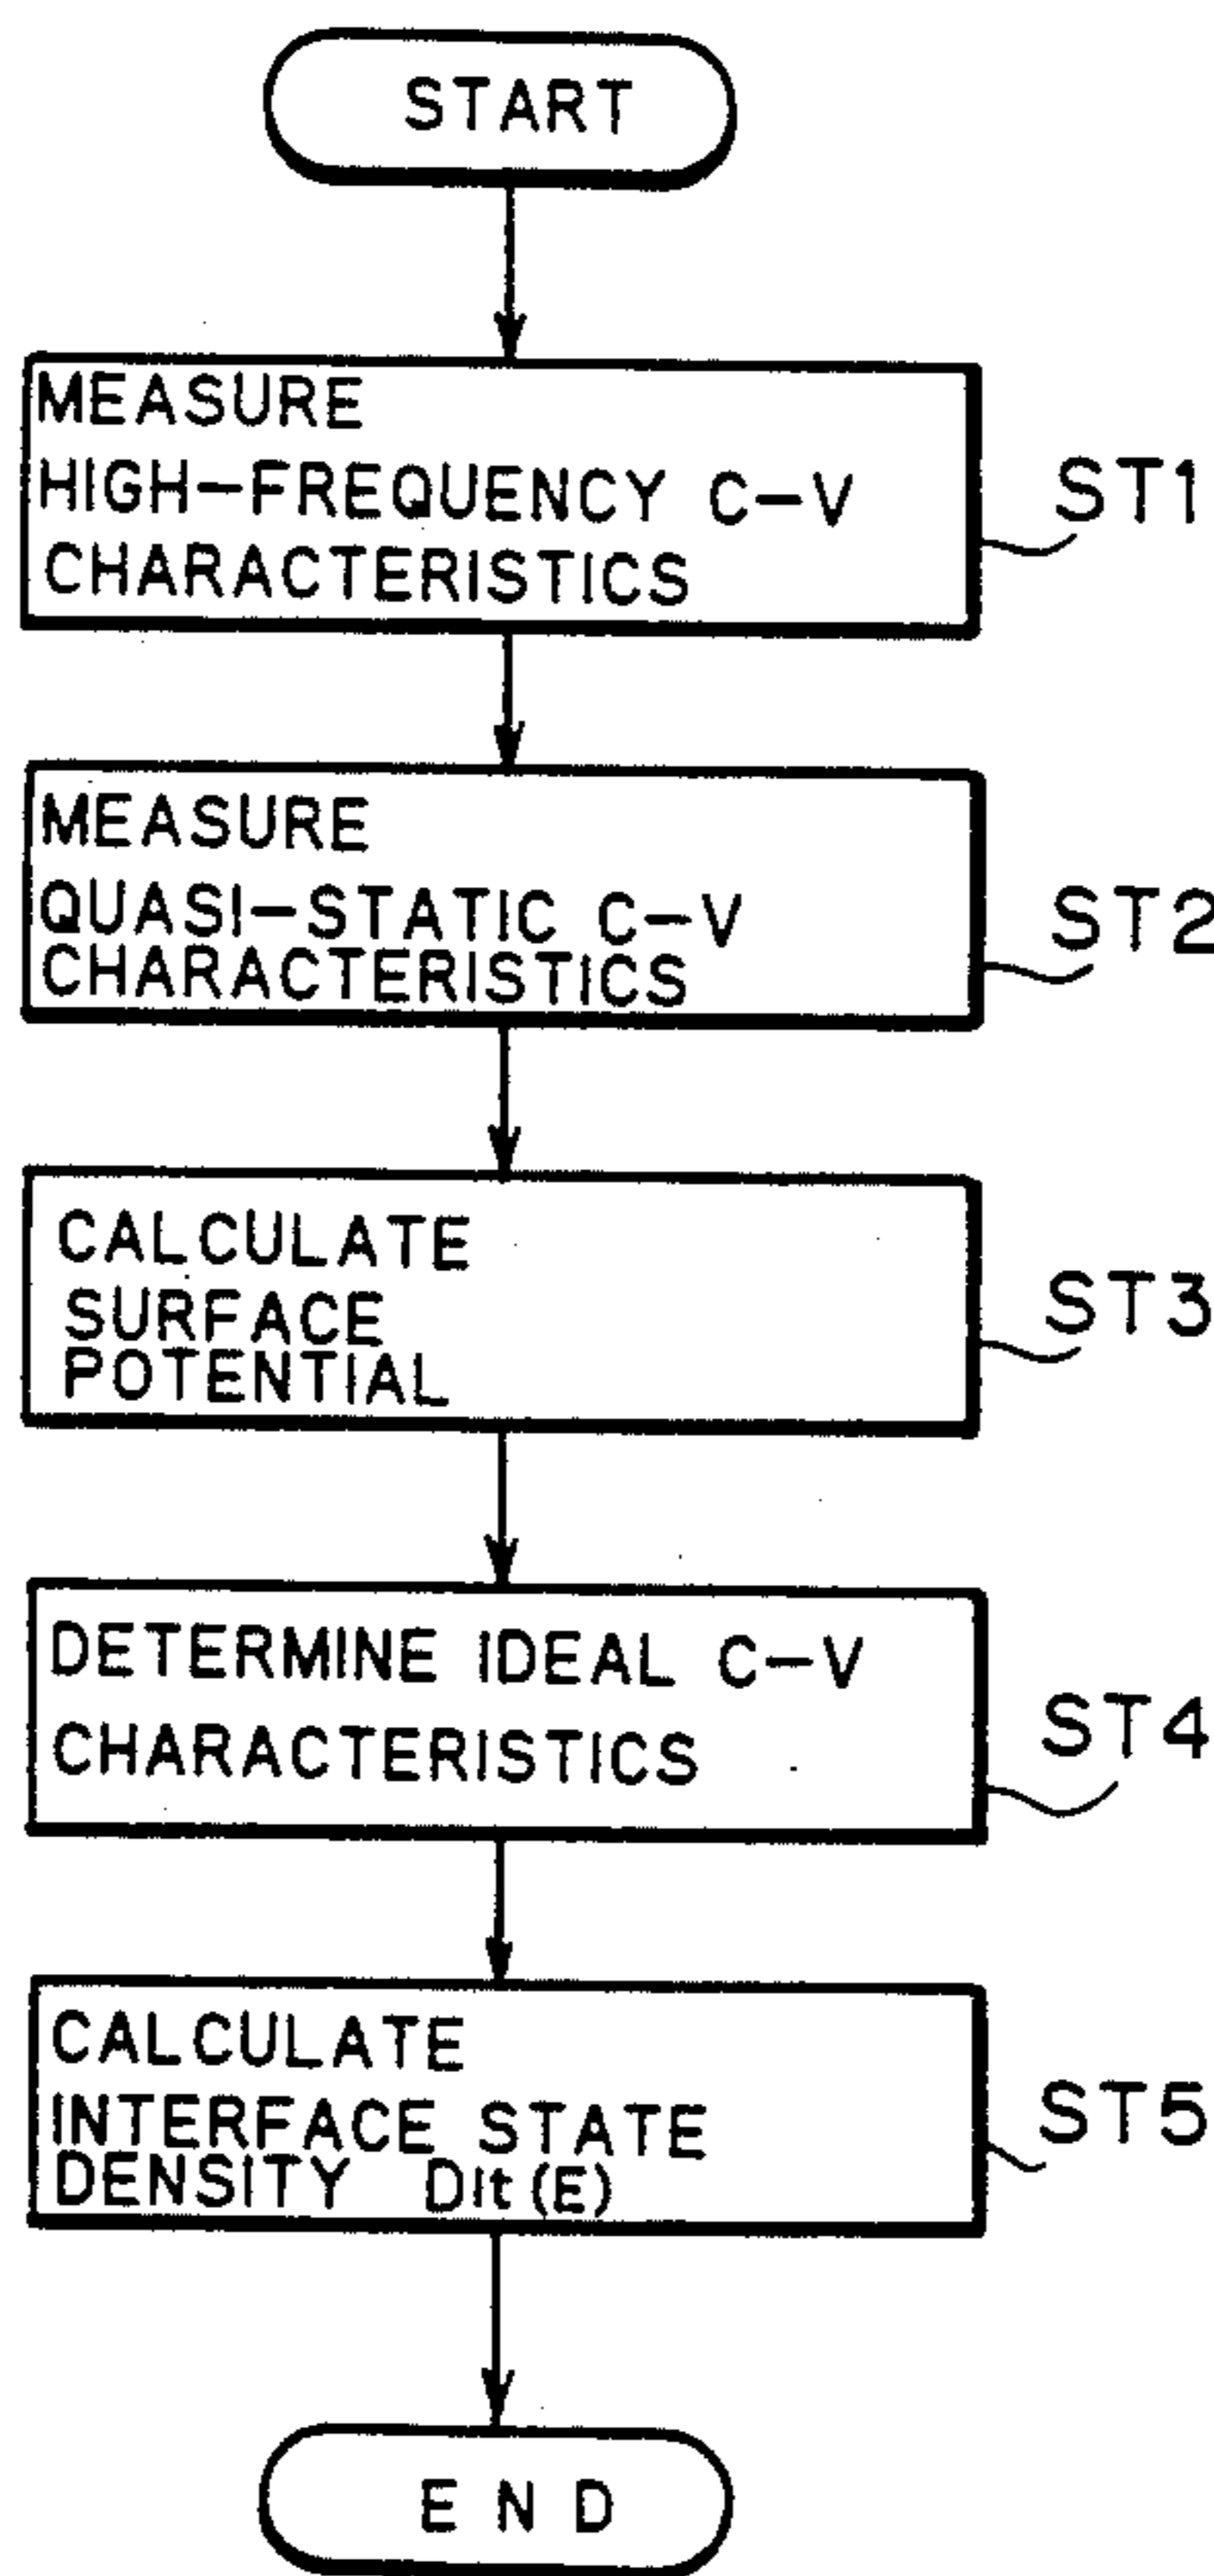 START
MEASURE
HIGH-FREQUENCY C-V
CHARACTERISTICS
ST1
MEASURE
QUASI-STATIC C-V
CHARACTERISTICS
ST2
CALCULATE
SURFACE
POTENTIAL
ST3
DETERMINE IDEAL C-V
CHARACTERISTICS
ST4
CALCULATE
INTERFACE STATE
DENSITY Dit (E)
ST5
END